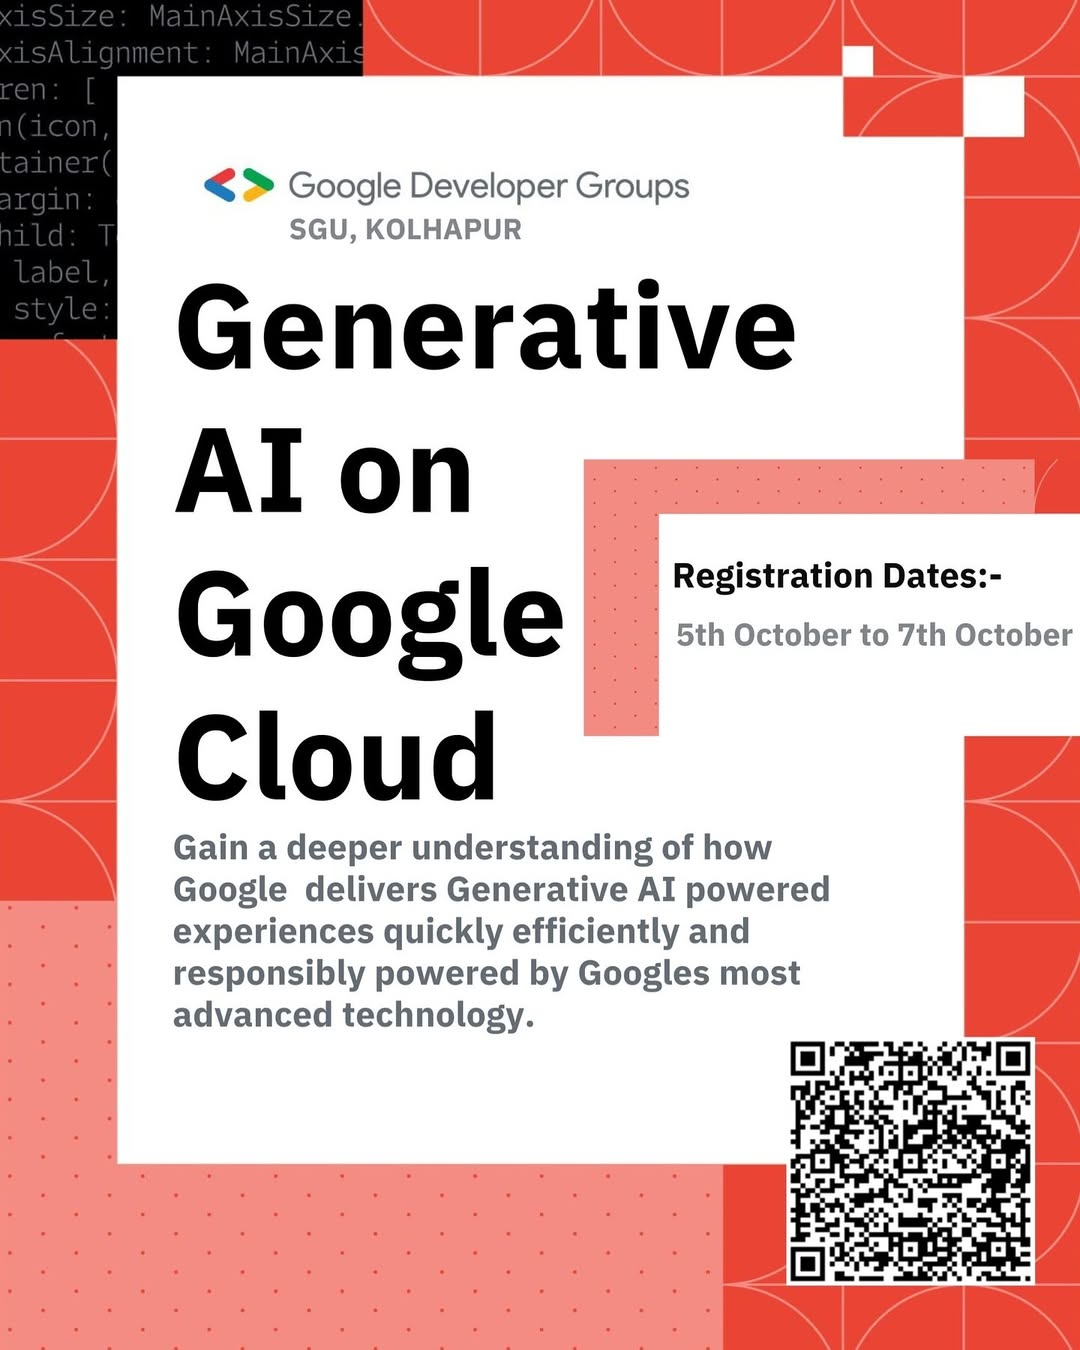 xisSize: MainAxisSize.
xisAlignment: MainAxis
ren: [
n(icon,
tainer(
argin:
hild: T
label,
style:
Google Developer Groups
SGU, KOLHAPUR
Generative
AI on
Google
Cloud
Registration Dates:-
5th October to 7th October
Gain a deeper understanding of how
Google  delivers Generative AI powered
experiences quickly efficiently and
responsibly powered by Googles most
advanced technology.